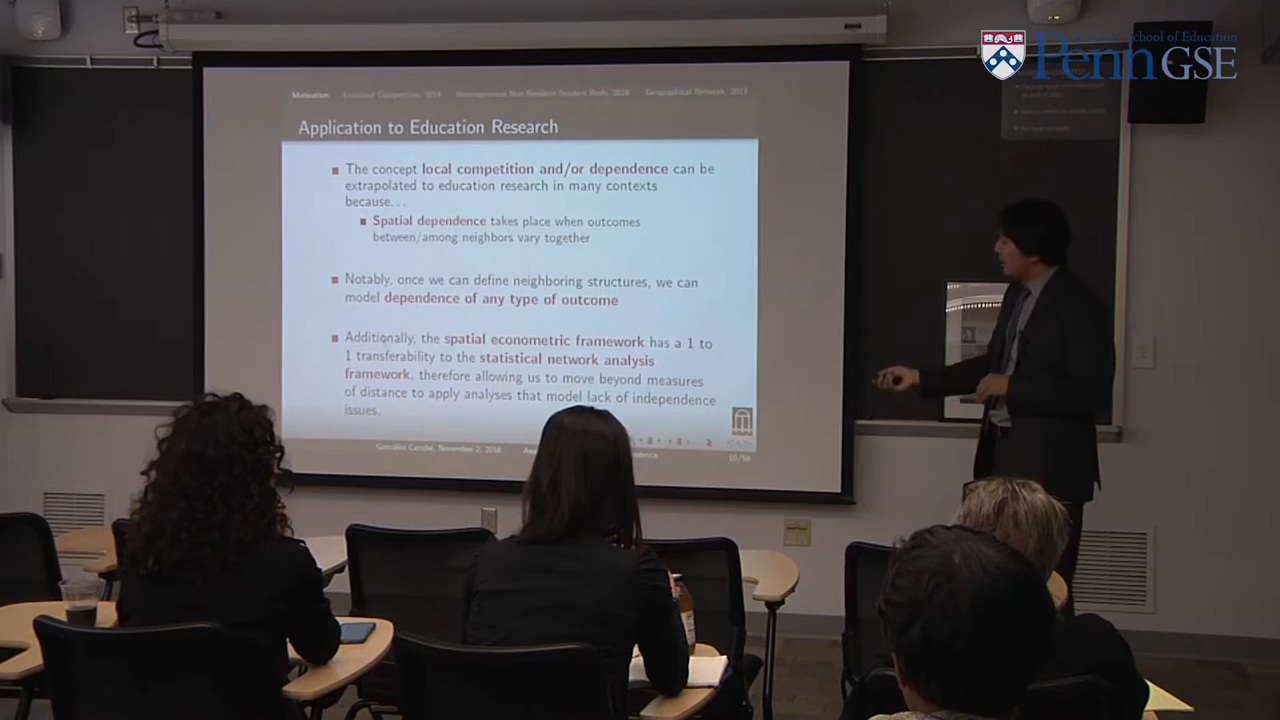 School of Education
Penn GSE
Motivation Localized Competition, 2014 Heterogeneous Non-Resident Student Body, 2016 Geographical Network, 2017
Application to Education Research
The concept local competition and/or dependence can be
extrapolated to education research in many contexts
because...
Spatial dependence takes place when outcomes
between/among neighbors vary together
Notably, once we can define neighboring structures, we can
model dependence of any type of outcome
Additionally, the spatial econometric framework has a 1 to
1 transferability to the statistical network analysis
framework, therefore allowing us to move beyond measures
of distance to apply analyses that model lack of independence
issues.
González Canché, November 2, 2018
10/56